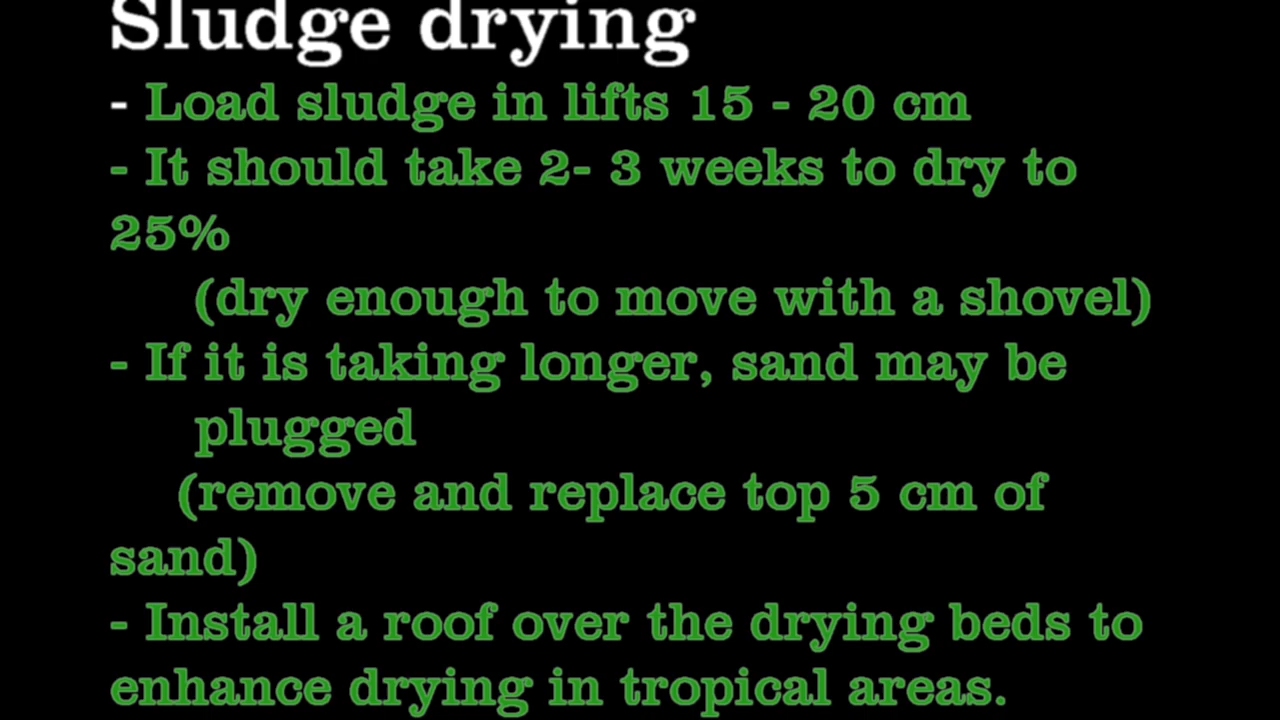 Sludge drying
- Load sludge in lifts 15 - 20 cm
- It should take 2- 3 weeks to dry to
25%
(dry enough to move with a shovel)
- If it is taking longer, sand may be
plugged
(remove and replace top 5 cm of
sand)
- Install a roof over the drying beds to
enhance drying in tropical areas.